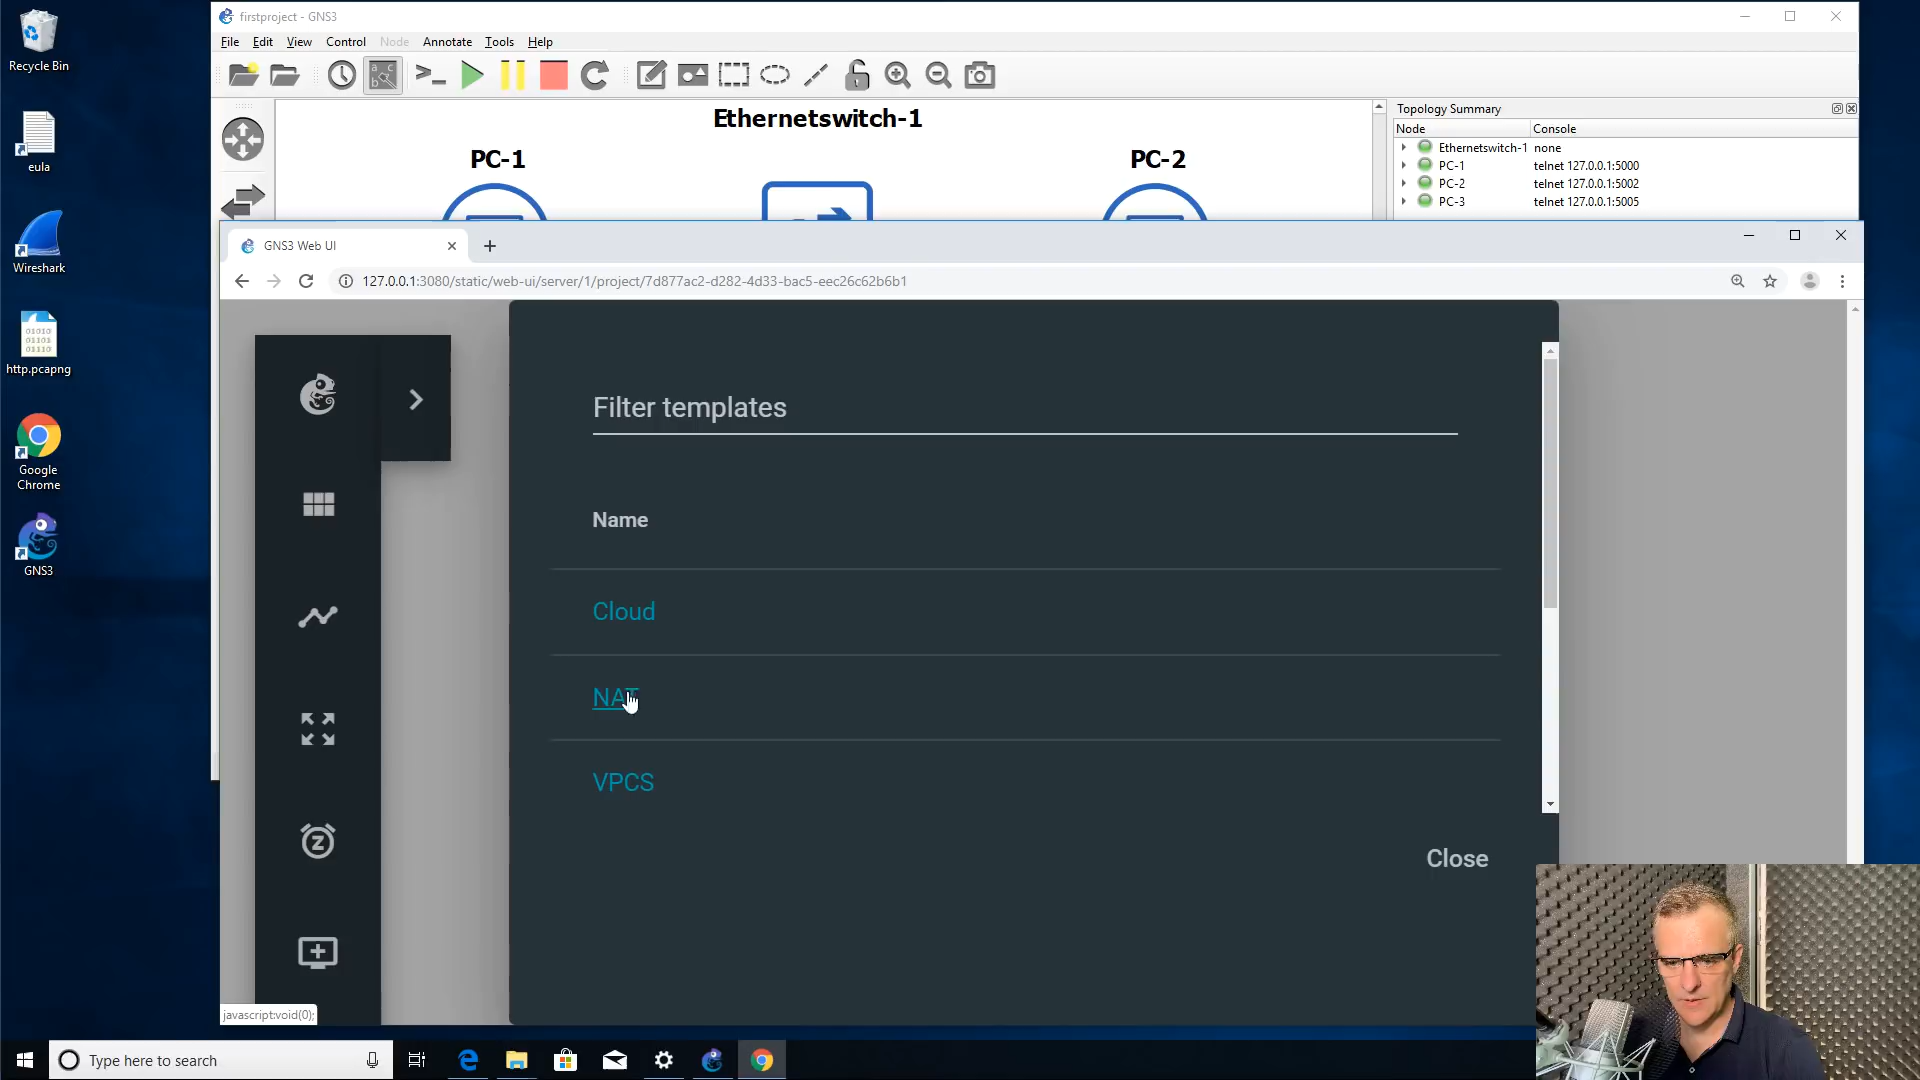 Recycle Bin
eula
Wireshark
http.pcapng
Google
Chrome
GNS3
firstproject - GNS3
File Edit View Control Node Annotate Tools Help
Ethernetswitch-1
PC-1
PC-2
Topology Summary
Node Console
Ethernetswitch-1 none
PC-1 telnet 127.0.0.1:5000
PC-2 telnet 127.0.0.1:5002
PC-3 telnet 127.0.0.1:5005
GNS3 Web UI
127.0.0.1:3080/static/web-ui/server/1/project/7d877ac2-d282-4d33-bac5-eec26c62b6b1
Filter templates
Name
Cloud
NAT
VPCS
Close
javascript:void(0);
Type here to search